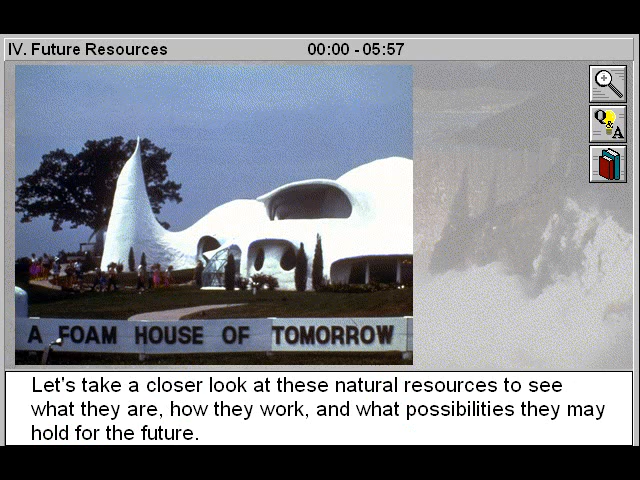 IV. Future Resources 00:00 - 05:57
Q&A
A FOAM HOUSE OF TOMORROW
Let's take a closer look at these natural resources to see
what they are, how they work, and what possibilities they may
hold for the future.